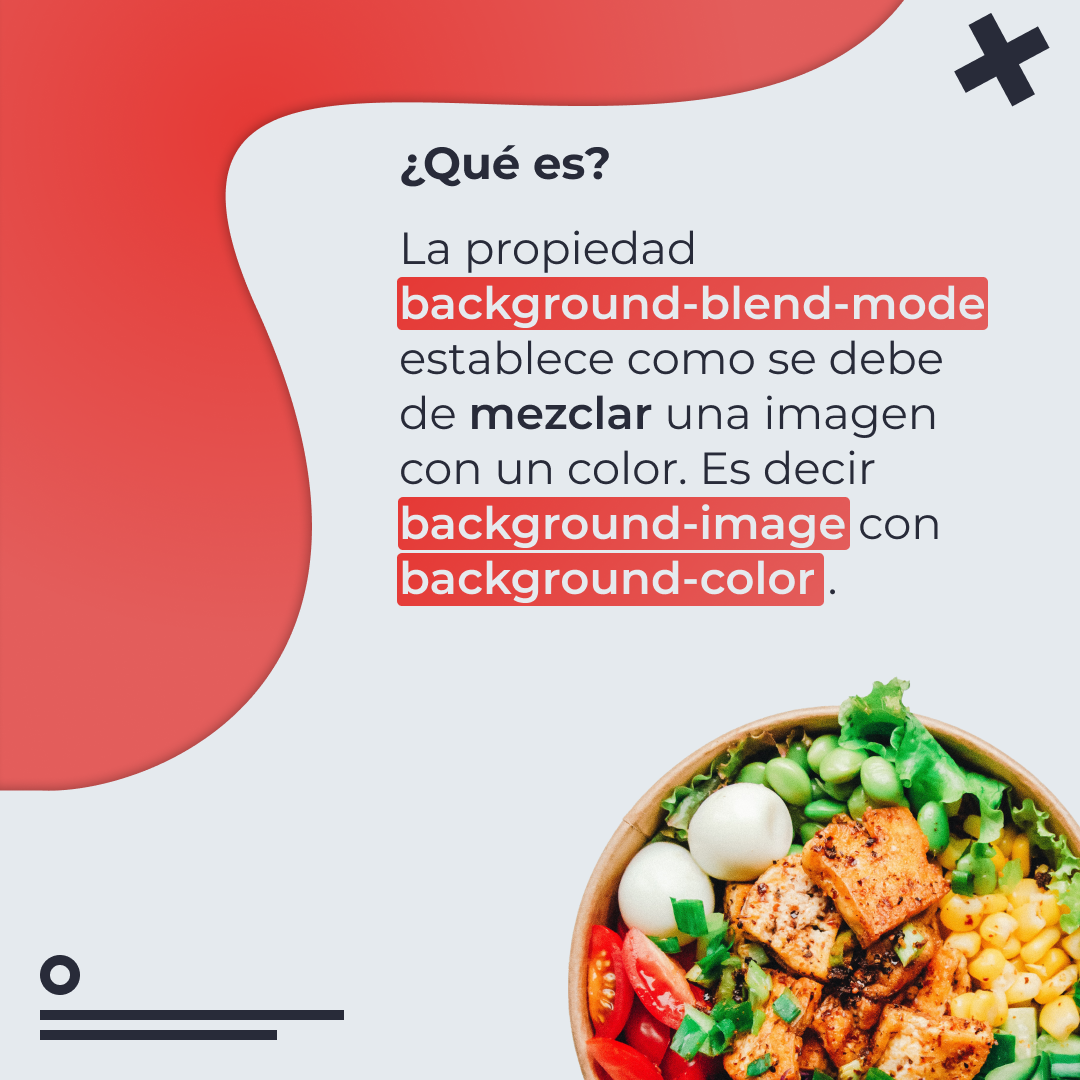 ¿Qué es?
La propiedad
background-blend-mode
establece como se debe
de mezclar una imagen
con un color. Es decir
background-image con
background-color.